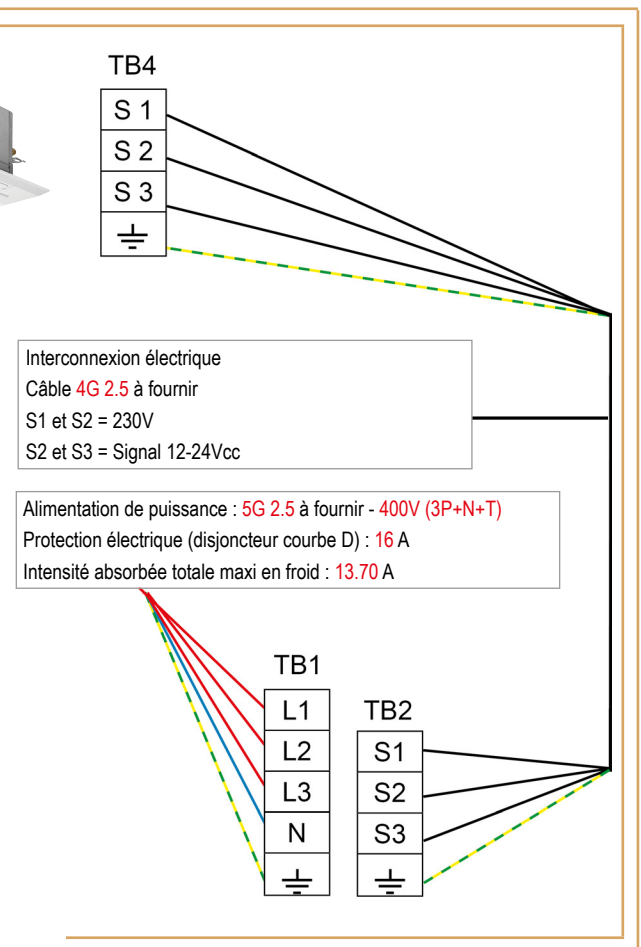 TB4
S 1
S 2
S 3
Interconnexion électrique
Câble 4G 2.5 à fournir
S1 et S2 = 230V
S2 et S3 = Signal 12-24Vcc
Alimentation de puissance : 5G 2.5 à fournir - 400V (3P+N+T)
Protection électrique (disjoncteur courbe D) : 16 A
Intensité absorbée totale maxi en froid : 13.70 A
TB1
L1
L2
L3
N
TB2
S1
S2
S3